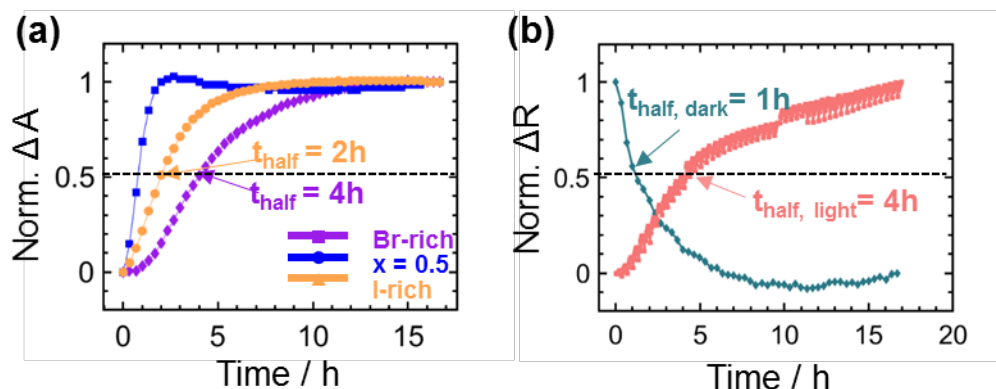 (a)
Norm. ΔA
1
0.5
0
t_half = 2h
t_half = 4h
Br-rich
x = 0.5
I-rich
0 5 10 15
Time / h
(b)
Norm. ΔR
1
0.5
0
t_half, dark = 1h
t_half, light = 4h
0 5 10 15 20
Time / h